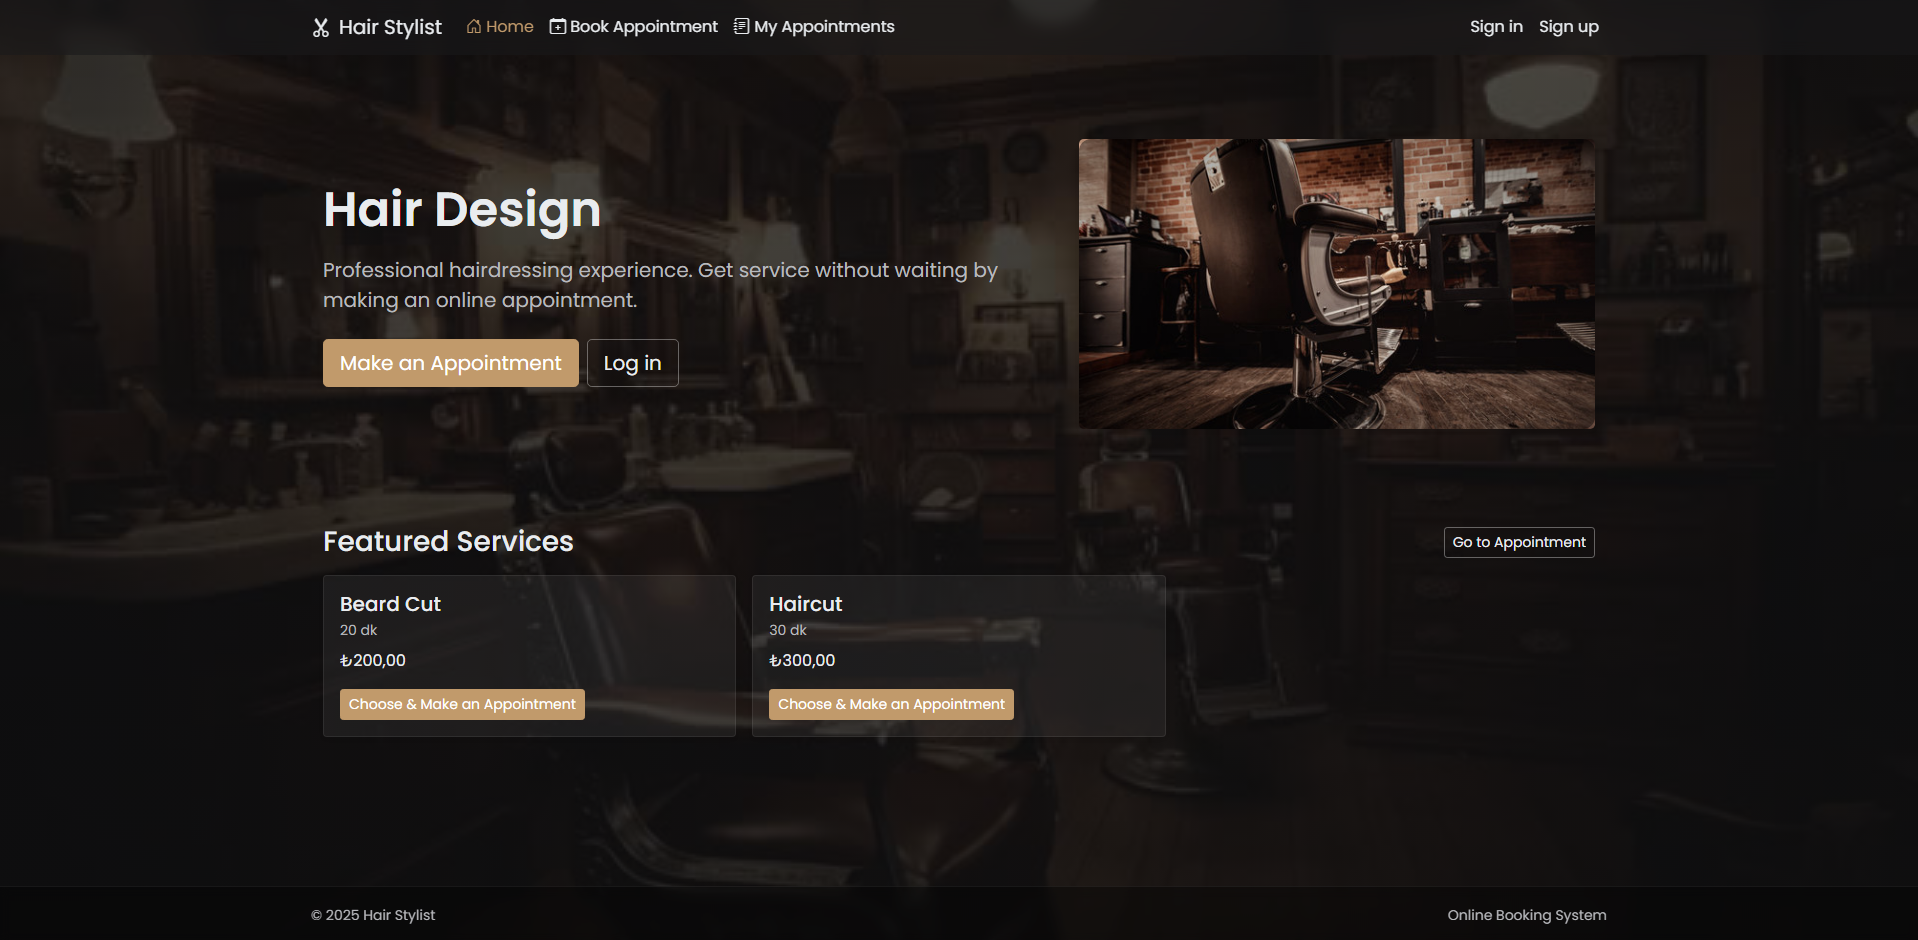 Hair Stylist
Home
Book Appointment
My Appointments
Sign in
Sign up
Hair Design
Professional hairdressing experience. Get service without waiting by
making an online appointment.
Make an Appointment
Log in
Featured Services
Go to Appointment
Beard Cut
20 dk
₺200,00
Choose & Make an Appointment
Haircut
30 dk
₺300,00
Choose & Make an Appointment
© 2025 Hair Stylist
Online Booking System